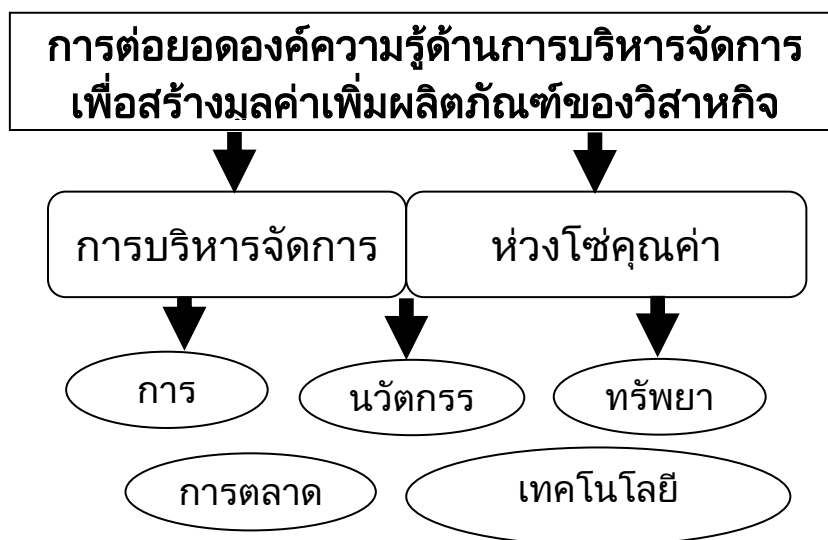 การต่อยอดองค์ความรู้ด้านการบริหารจัดการ
เพื่อสร้างมูลค่าเพิ่มผลิตภัณฑ์ของวิสาหกิจ
การบริหารจัดการ
ห่วงโซ่คุณค่า
การ
นวัตกรร
ทรัพยา
การตลาด
เทคโนโลยี